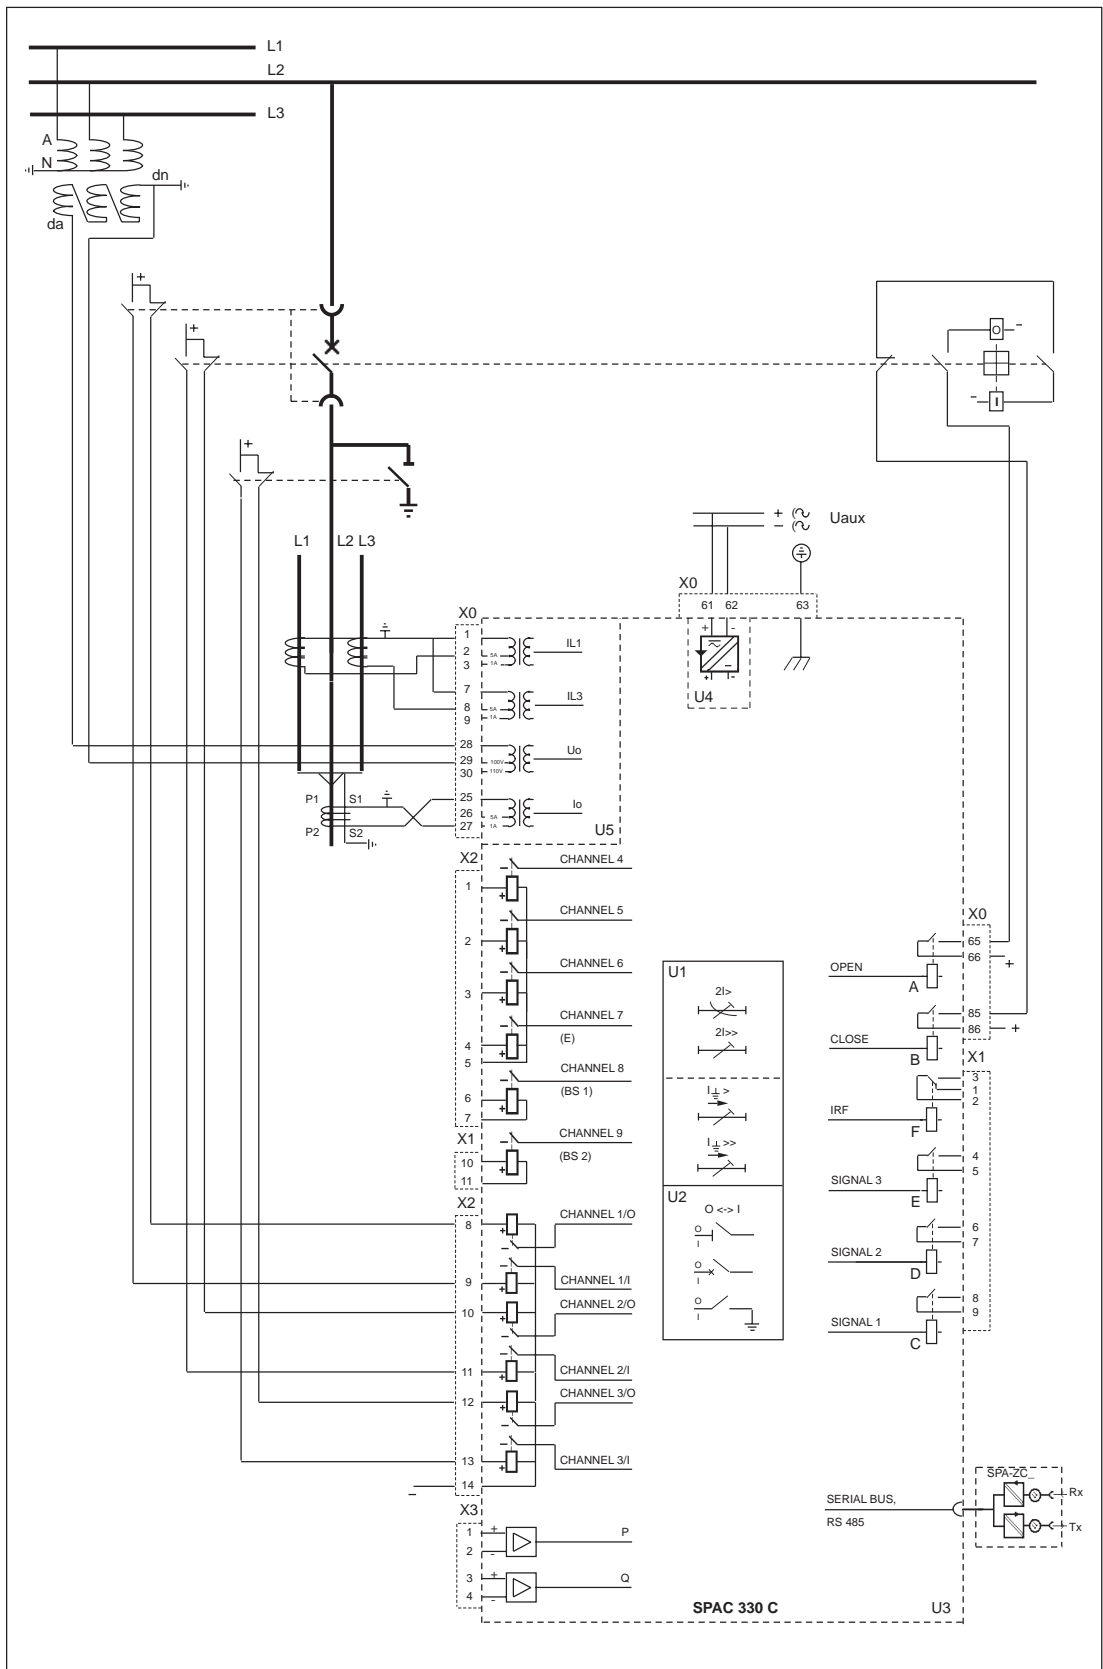 L1
L2
L3
A
N
dn
da
+
+
O
–
–
I
+
L1 L2 L3
+
–
Uaux
X0
61 62 63
+ -
+ -
U4
X0
1
2 5A
3 1A
IL1
7
8 5A
9 1A
IL3
28
29 100V
30 110V
Uo
25
26 5A
27 1A
Io
P1 S1
P2 S2
U5
X2
1
–
+
CHANNEL 4
2
–
+
CHANNEL 5
3
–
+
CHANNEL 6
4
5
–
+
CHANNEL 7
(E)
6
7
–
+
CHANNEL 8
(BS 1)
X1
10
11
–
+
CHANNEL 9
(BS 2)
X2
8
+
–
CHANNEL 1/O
9
–
+
CHANNEL 1/I
10
+
–
CHANNEL 2/O
11
–
+
CHANNEL 2/I
12
+
–
CHANNEL 3/O
13
–
+
CHANNEL 3/I
14
–
X3
1 +
2 -
P
3 +
4 -
Q
U1
2I>
2I>>
I >
I >>
U2
O <-> I
O
I
O
I
O
I
X0
65
66
+
OPEN
A
85
86
+
CLOSE
B
X1
3
1
2
IRF
F
4
5
SIGNAL 3
E
6
7
SIGNAL 2
D
8
9
SIGNAL 1
C
SERIAL BUS,
RS 485
SPA-ZC_
Rx
Tx
SPAC 330 C
U3